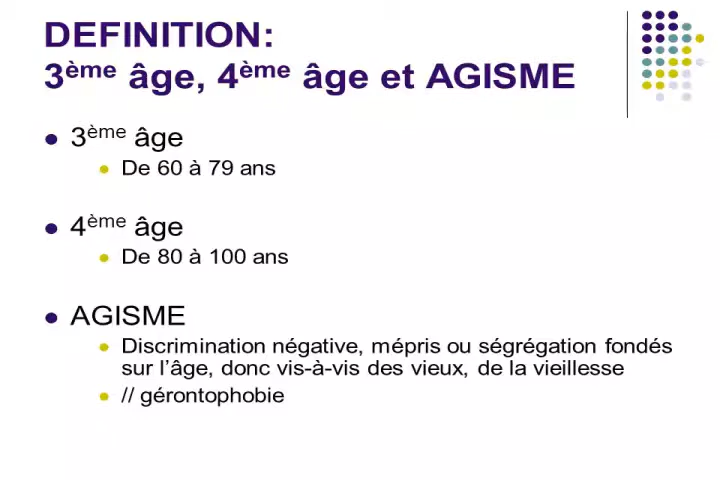 DEFINITION:
3ème âge, 4ème âge et AGISME
3ème âge
De 60 à 79 ans
4ème âge
De 80 à 100 ans
AGISME
Discrimination négative, mépris ou ségrégation fondés
sur l'âge, donc vis-à-vis des vieux, de la vieillesse
// gérontophobie